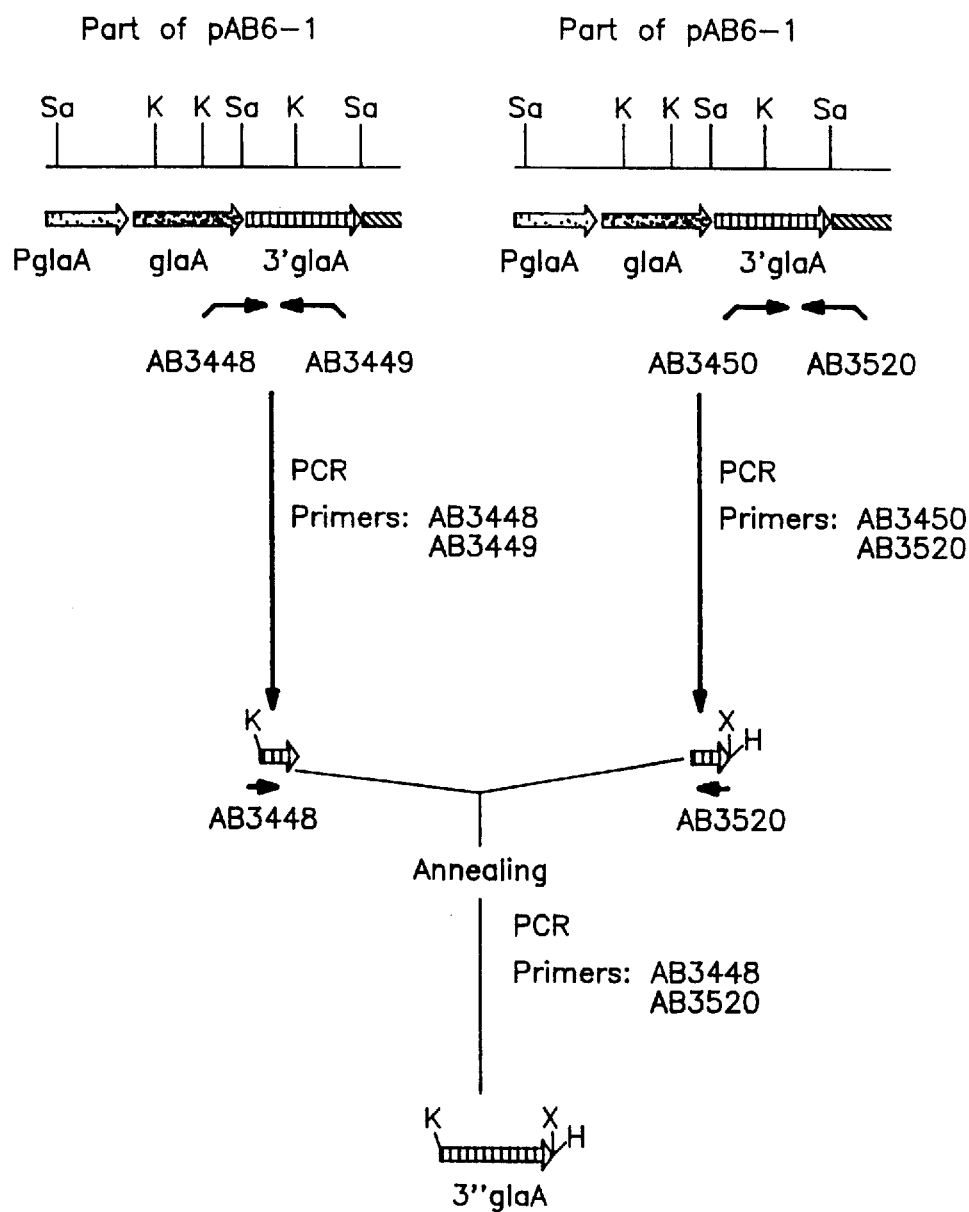 Part of pAB6-1 Part of pAB6-1
Sa K K Sa K Sa Sa K K Sa K Sa
PglaA glaA 3'glaA PglaA glaA 3'glaA
AB3448 AB3449 AB3450 AB3520
PCR PCR
Primers: AB3448 Primers: AB3450
AB3449 AB3520
K X H
AB3448 AB3520
Annealing
PCR
Primers: AB3448
AB3520
K X H
3''glaA